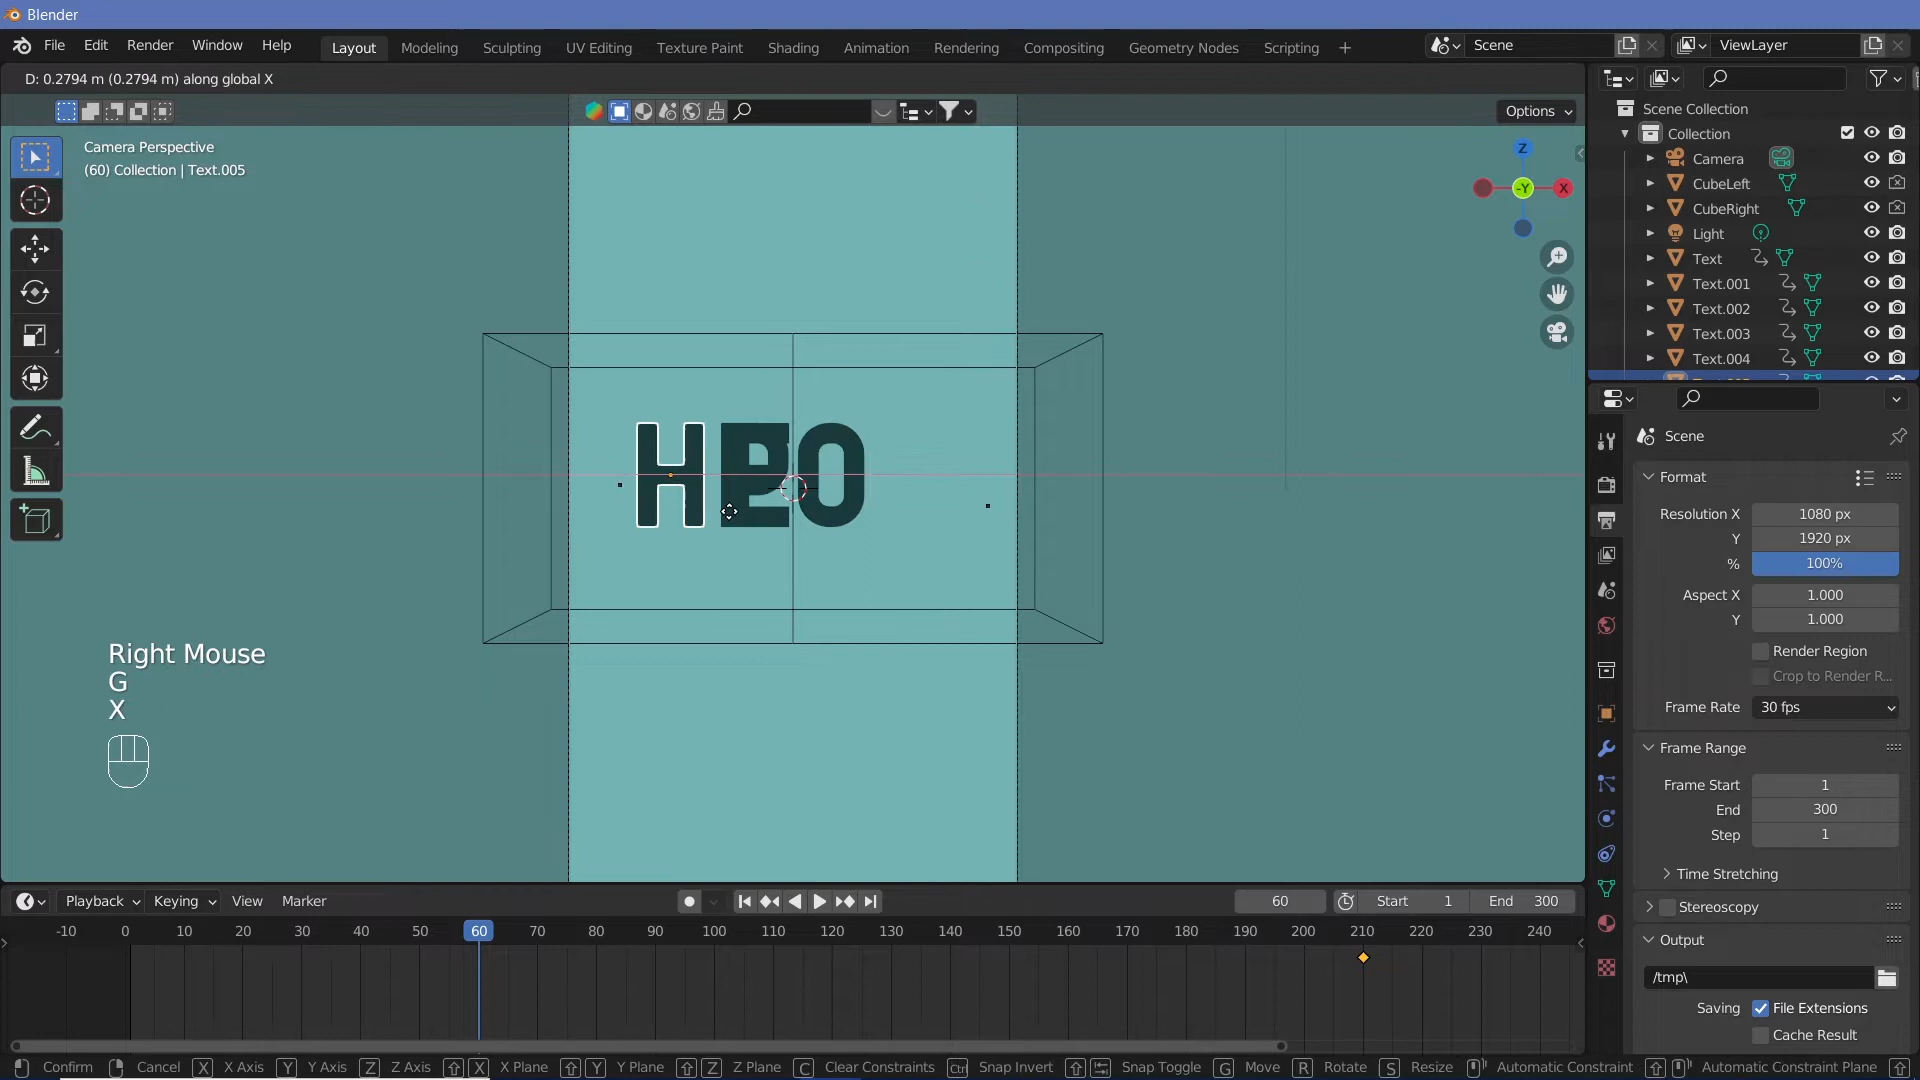 Blender
File Edit Render Window Help
Layout Modeling Sculpting UV Editing Texture Paint Shading Animation Rendering Compositing Geometry Nodes Scripting +
Scene
ViewLayer
D: 0.2794 m (0.2794 m) along global X
Options
Camera Perspective
(60) Collection | Text.005
Z
-Y
X
Scene Collection
Collection
Camera
CubeLeft
CubeRight
Light
Text
Text.001
Text.002
Text.003
Text.004
Scene
Format
Resolution X 1080 px
Y 1920 px
% 100%
Aspect X 1.000
Y 1.000
Render Region
Crop to Render R...
Frame Rate 30 fps
Frame Range
Frame Start 1
End 300
Step 1
Time Stretching
Stereoscopy
Output
/tmp\
Saving File Extensions
Cache Result
H
O
Right Mouse
G
X
Playback Keying View Marker
60
Start 1 End 300
-10 0 10 20 30 40 50 60 70 80 90 100 110 120 130 140 150 160 170 180 190 200 210 220 230 240
Confirm Cancel X X Axis Y Y Axis Z Z Axis X X Plane Y Y Plane Z Z Plane C Clear Constraints Ctrl Snap Invert Snap Toggle G Move R Rotate S Resize Automatic Constraint Automatic Constraint Plane